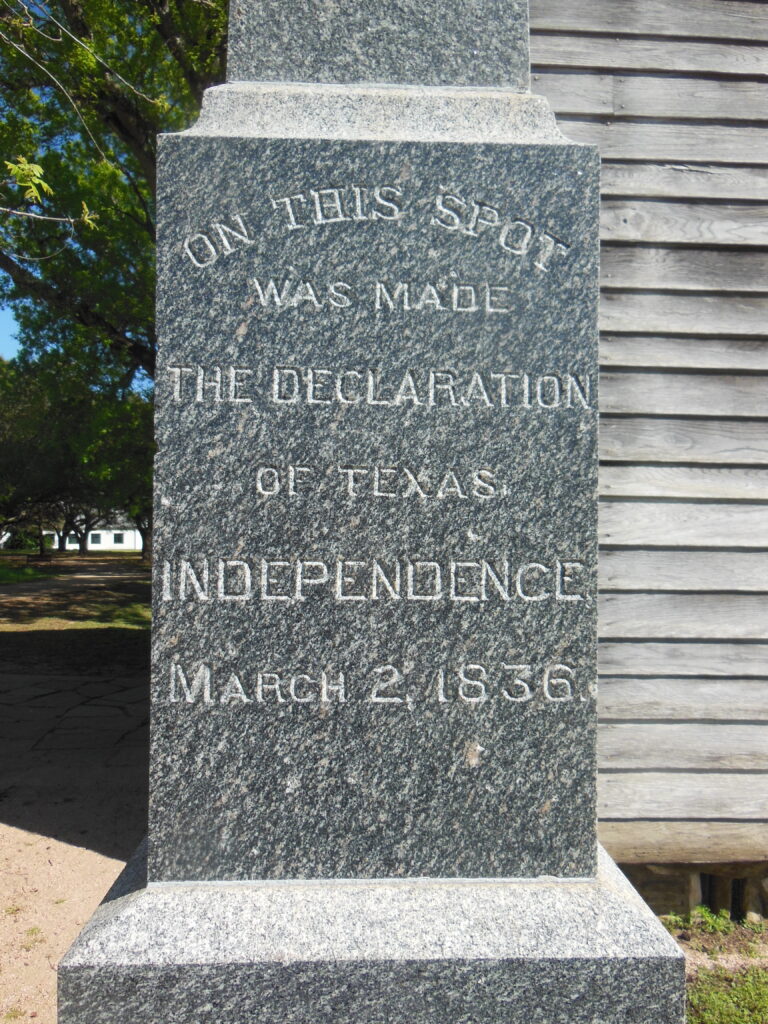 ON THIS SPOT
WAS MADE
THE DECLARATION
OF TEXAS
INDEPENDENCE
MARCH 2, 1836.